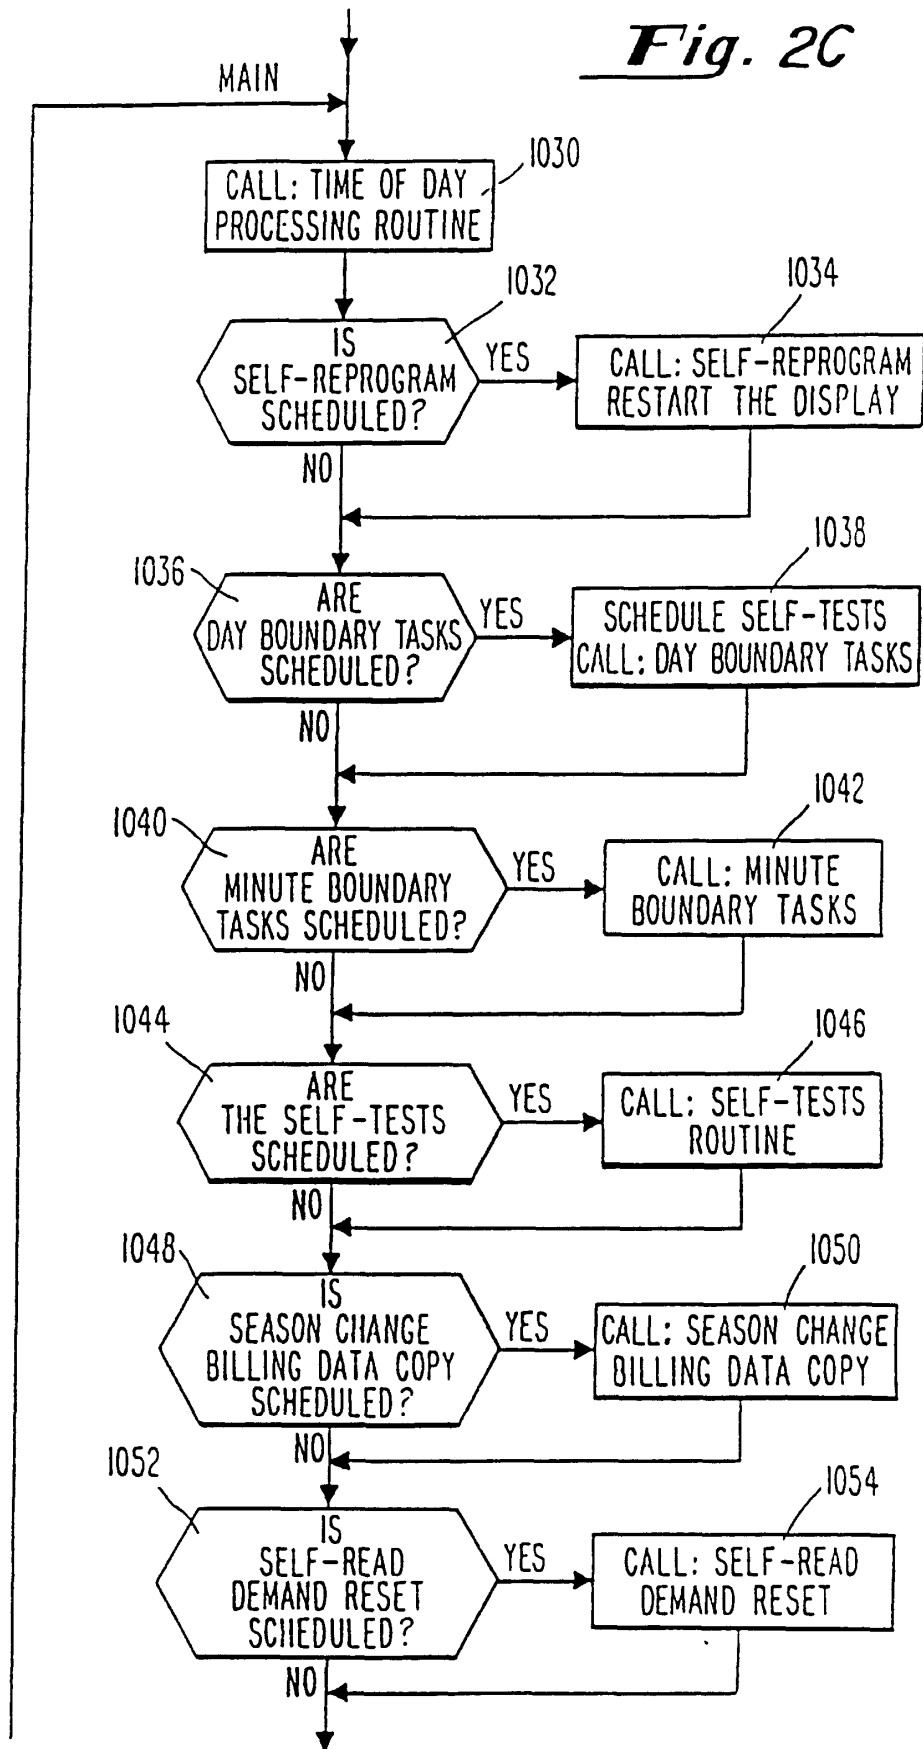 Fig. 2C
MAIN
1030
CALL: TIME OF DAY
PROCESSING ROUTINE
1032
IS
SELF-REPROGRAM
SCHEDULED?
YES
1034
CALL: SELF-REPROGRAM
RESTART THE DISPLAY
NO
1036
ARE
DAY BOUNDARY TASKS
SCHEDULED?
YES
1038
SCHEDULE SELF-TESTS
CALL: DAY BOUNDARY TASKS
NO
1040
ARE
MINUTE BOUNDARY
TASKS SCHEDULED?
YES
1042
CALL: MINUTE
BOUNDARY TASKS
NO
1044
ARE
THE SELF-TESTS
SCHEDULED?
YES
1046
CALL: SELF-TESTS
ROUTINE
NO
1048
IS
SEASON CHANGE
BILLING DATA COPY
SCHEDULED?
YES
1050
CALL: SEASON CHANGE
BILLING DATA COPY
NO
1052
IS
SELF-READ
DEMAND RESET
SCHEDULED?
YES
1054
CALL: SELF-READ
DEMAND RESET
NO